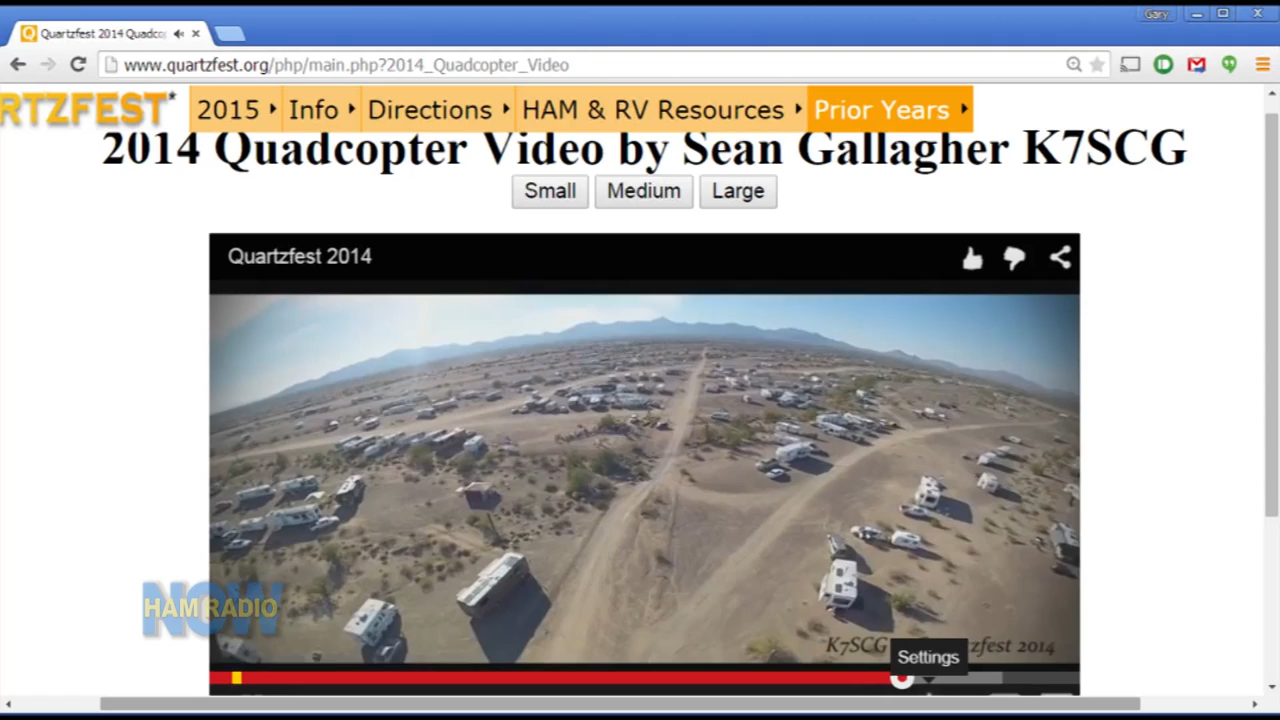 Gary
Quartzfest 2014 Quadco
www.quartzfest.org/php/main.php?2014_Quadcopter_Video
RTZFEST*
2015 Info Directions HAM & RV Resources Prior Years
2014 Quadcopter Video by Sean Gallagher K7SCG
Small Medium Large
Quartzfest 2014
NOW
HAM RADIO
K7SCG tzfest 2014
Settings